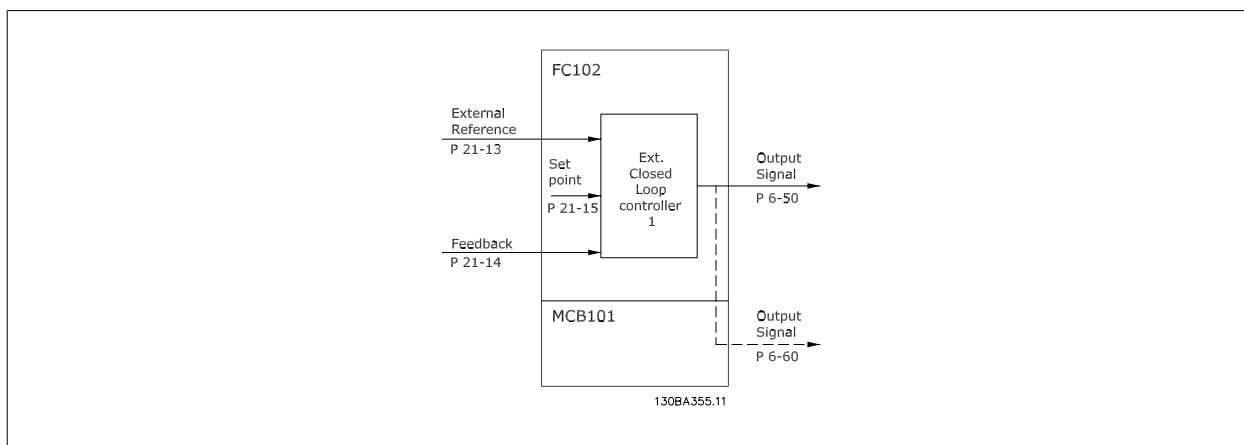 FC102
External
Reference
P 21-13
Set
point
P 21-15
Ext.
Closed
Loop
controller
1
Output
Signal
P 6-50
Feedback
P 21-14
MCB101
Output
Signal
P 6-60
130BA355.11